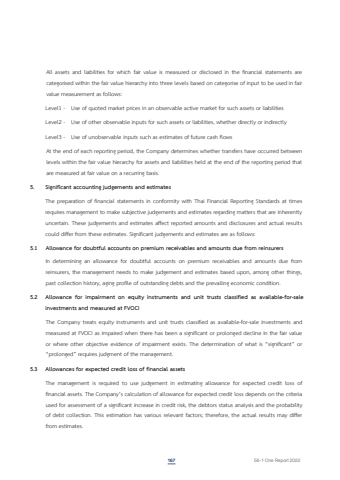 All assets and liabilities for which fair value is measured or disclosed in the financial statements are
categorised within the fair value hierarchy into three levels based on categorise of input to be used in fair
value measurement as follows:
Level1 - Use of quoted market prices in an observable active market for such assets or liabilities
Level2 - Use of other observable inputs for such assets or liabilities, whether directly or indirectly
Level3 - Use of unobservable inputs such as estimates of future cash flows
At the end of each reporting period, the Company determines whether transfers have occurred between
levels within the fair value hierarchy for assets and liabilities held at the end of the reporting period that
are measured at fair value on a recurring basis.
5. Significant accounting judgements and estimates
The preparation of financial statements in conformity with Thai Financial Reporting Standards at times
requires management to make subjective judgements and estimates regarding matters that are inherently
uncertain. These judgements and estimates affect reported amounts and disclosures and actual results
could differ from these estimates. Significant judgements and estimates are as follows:
5.1 Allowance for doubtful accounts on premium receivables and amounts due from reinsurers
In determining an allowance for doubtful accounts on premium receivables and amounts due from
reinsurers, the management needs to make judgement and estimates based upon, among other things,
past collection history, aging profile of outstanding debts and the prevailing economic condition.
5.2 Allowance for impairment on equity instruments and unit trusts classified as available-for-sale
investments and measured at FVOCI
The Company treats equity instruments and unit trusts classified as available-for-sale investments and
measured at FVOCI as impaired when there has been a significant or prolonged decline in the fair value
or where other objective evidence of impairment exists. The determination of what is “significant” or
“prolonged” requires judgement of the management.
5.3 Allowances for expected credit loss of financial assets
The management is required to use judgement in estimating allowance for expected credit loss of
financial assets. The Company’s calculation of allowance for expected credit loss depends on the criteria
used for assessment of a significant increase in credit risk, the debtors status analysis and the probability
of debt collection. This estimation has various relevant factors; therefore, the actual results may differ
from estimates.
167
56-1 One-Report 2022